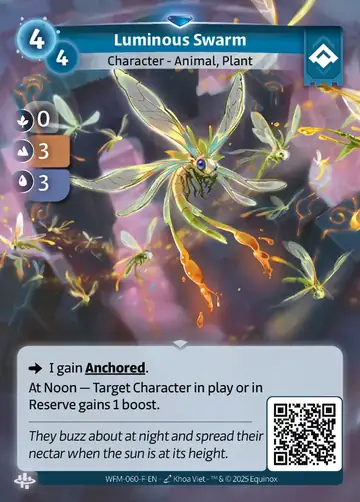 4
4
Luminous Swarm
Character - Animal, Plant
0
3
3
I gain Anchored.
At Noon — Target Character in play or in
Reserve gains 1 boost.
They buzz about at night and spread their
nectar when the sun is at its height.
WFM-060-F-EN - Khoa Viet - ™ & © 2025 Equinox